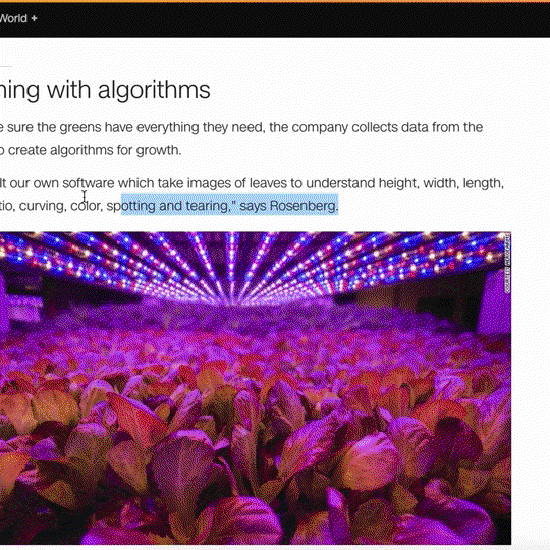 World +
ning with algorithms
e sure the greens have everything they need, the company collects data from the
o create algorithms for growth.
lt our own software which take images of leaves to understand height, width, length,
tio, curving, color, spotting and tearing," says Rosenberg.